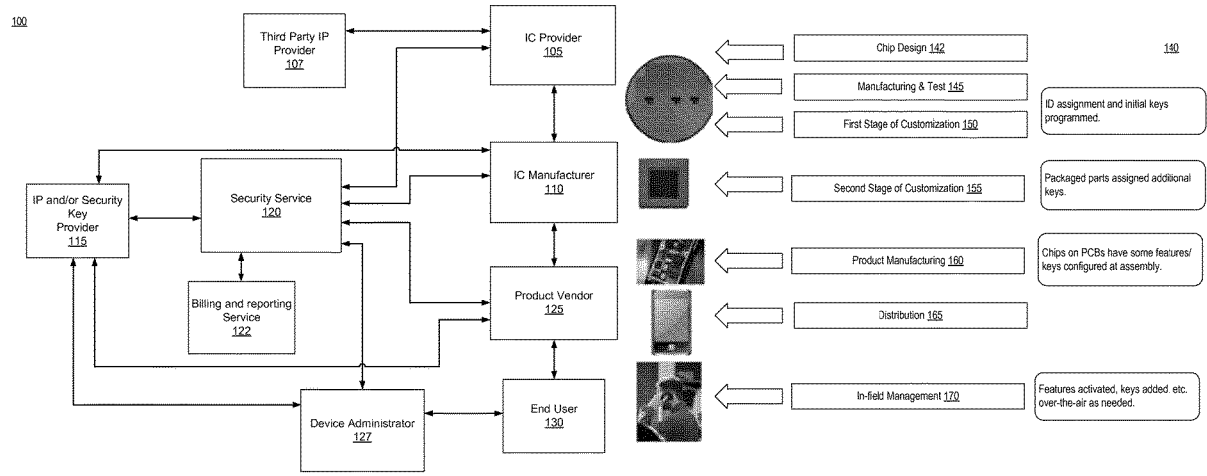 100
Third Party IP
Provider
107
IC Provider
105
Chip Design 142
140
Manufacturing & Test 145
ID assignment and initial keys
programmed.
First Stage of Customization 150
IP and/or Security
Key
Provider
115
Security Service
120
IC Manufacturer
110
Second Stage of Customization 155
Packaged parts assigned additional
keys.
Billing and reporting
Service
122
Product Vendor
125
Product Manufacturing 160
Chips on PCBs have some features/
keys configured at assembly.
Distribution 165
Device Administrator
127
End User
130
In-field Management 170
Features activated, keys added. etc.
over-the-air as needed.